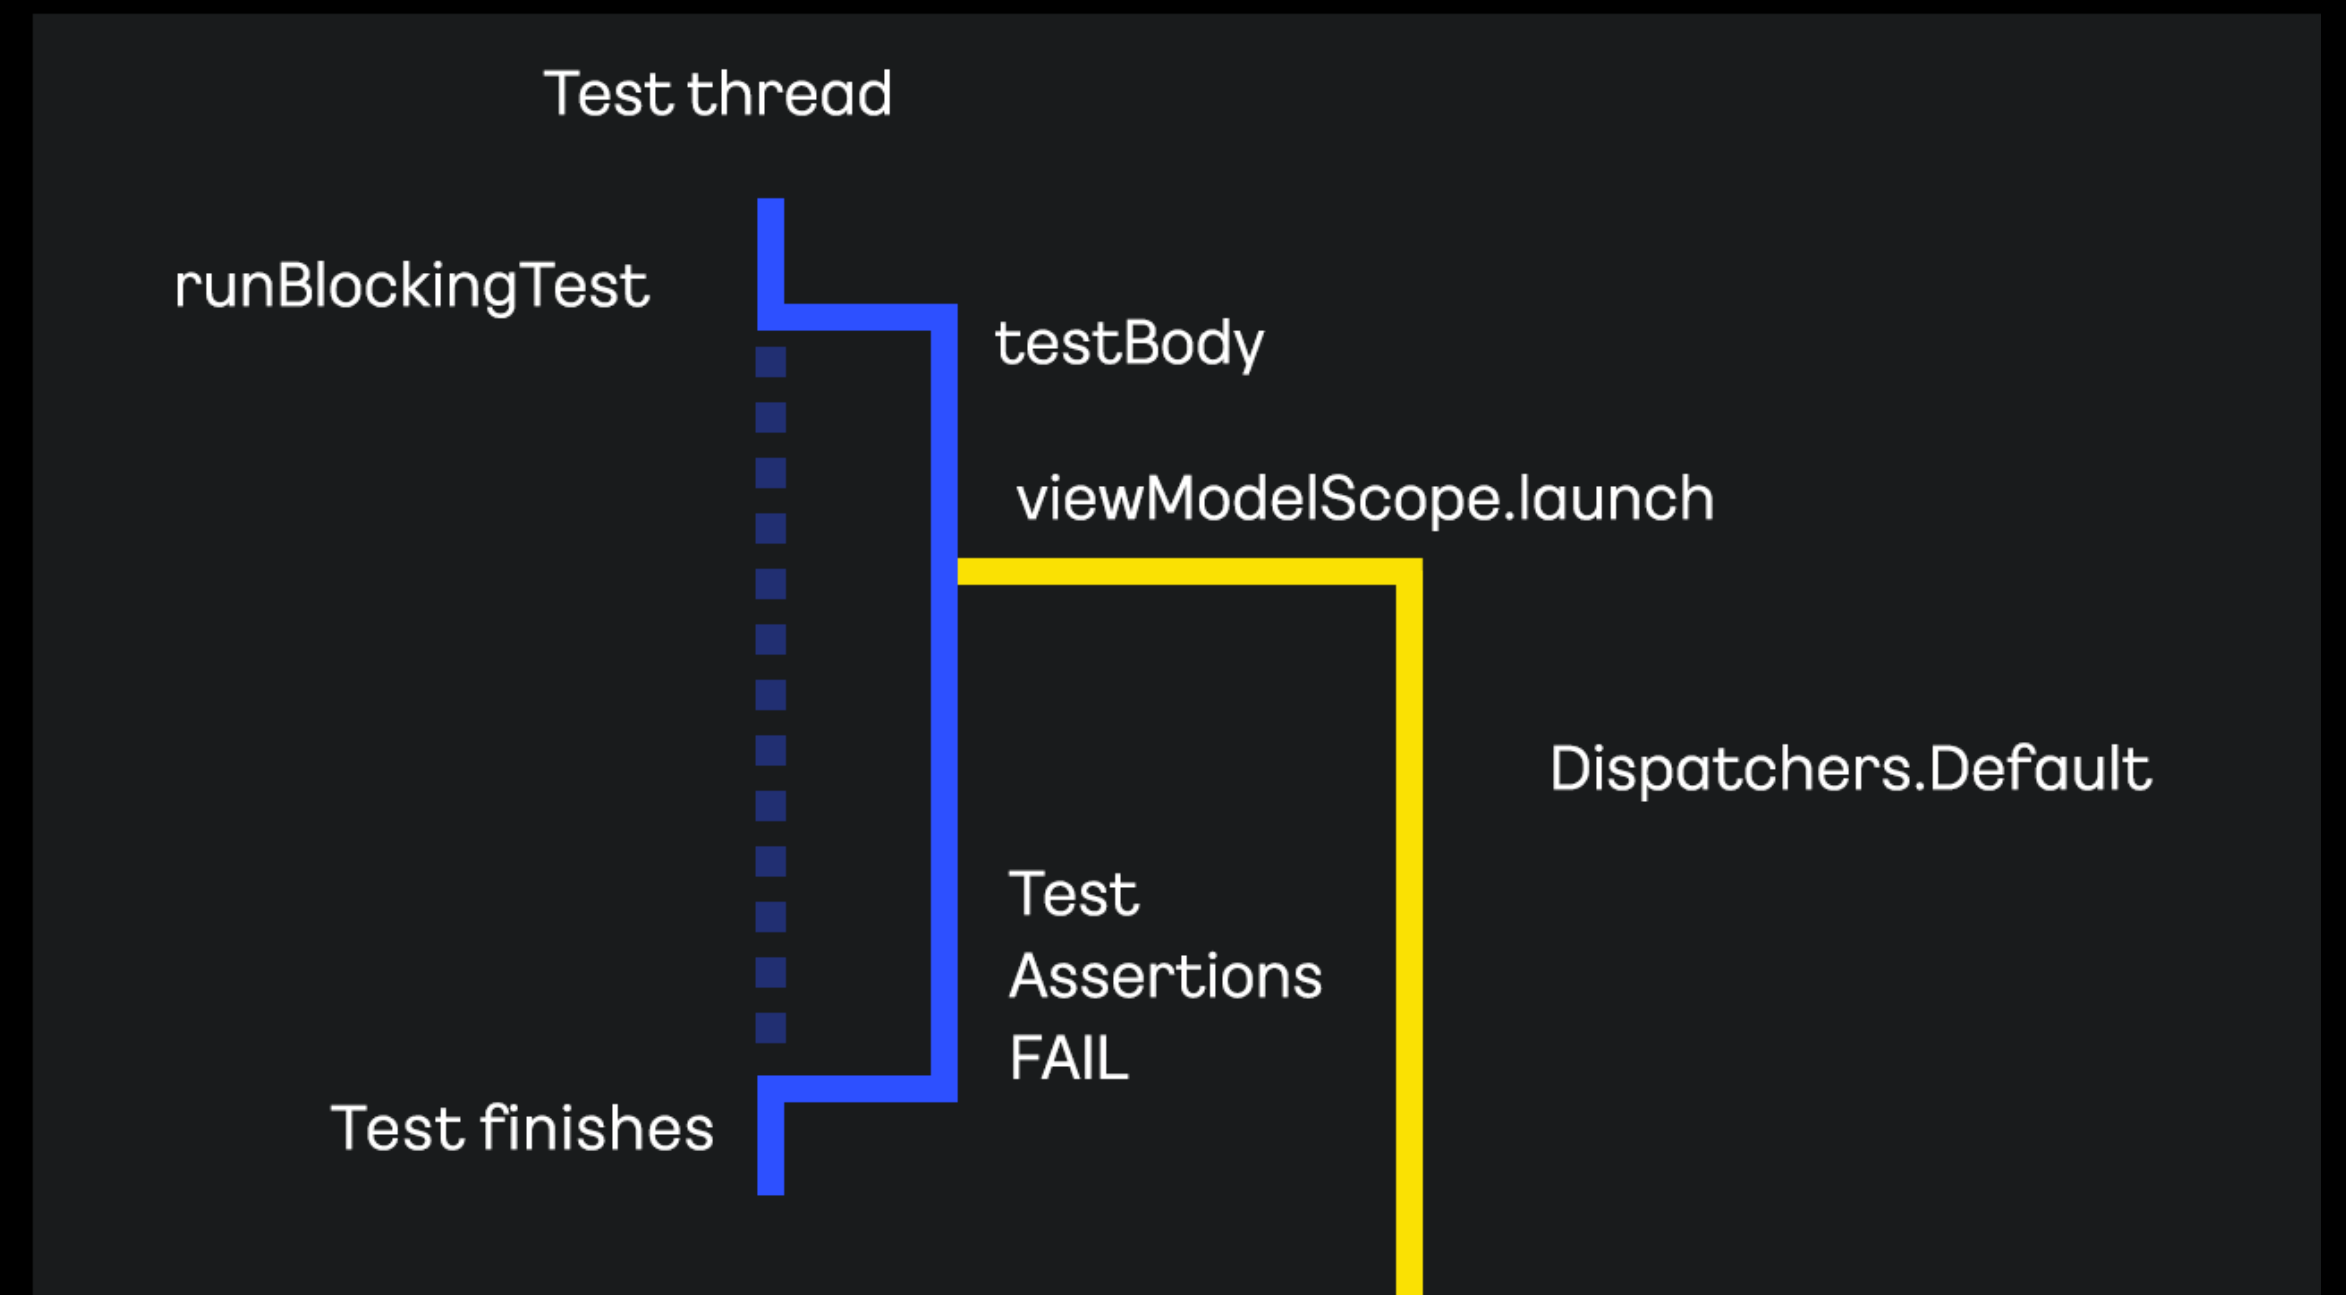 Test thread
runBlockingTest
testBody
viewModelScope.launch
Dispatchers.Default
Test
Assertions
FAIL
Test finishes